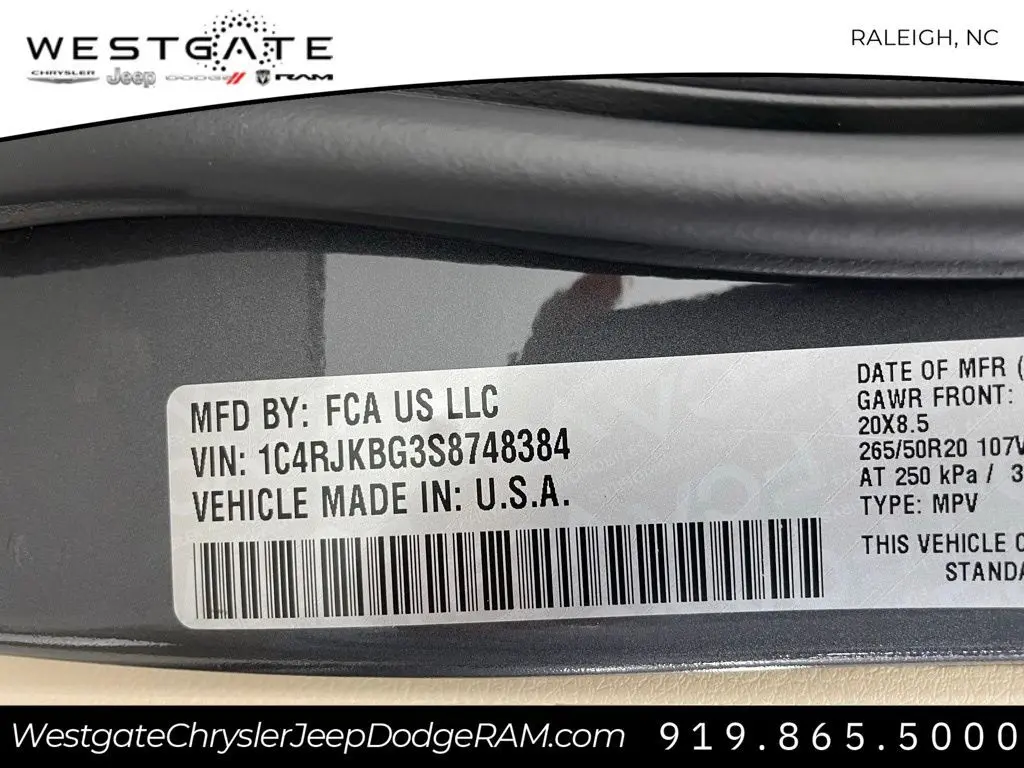 WESTGATE
RALEIGH, NC
CHRYSLER Jeep DODGE RAM
MFD BY: FCA US LLC
VIN: 1C4RJKBG3S8748384
VEHICLE MADE IN: U.S.A.
DATE OF MFR (
GAWR FRONT:
20X8.5
265/50R20 107V
AT 250 kPa / 3
TYPE: MPV
THIS VEHICLE
WestgateChryslerJeepDodgeRAM.com
919.865.5000